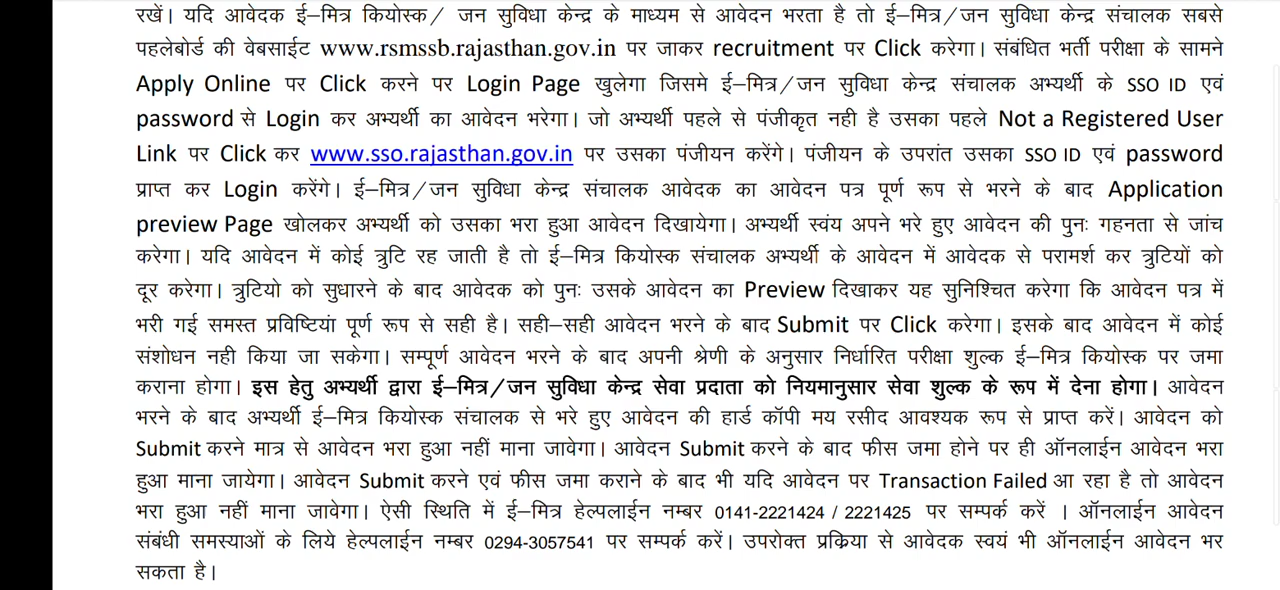 रखें। यदि आवेदक ई–मित्र कियोस्क/ जन सुविधा केन्द्र के माध्यम से आवेदन भरता है तो ई–मित्र/जन सुविधा केन्द्र संचालक सबसे
पहलेबोर्ड की वेबसाईट www.rsmssb.rajasthan.gov.in पर जाकर recruitment पर Click करेगा। संबंधित भर्ती परीक्षा के सामने
Apply Online पर Click करने पर Login Page खुलेगा जिसमे ई–मित्र/जन सुविधा केन्द्र संचालक अभ्यर्थी के SSO ID एवं
password से Login कर अभ्यर्थी का आवेदन भरेगा। जो अभ्यर्थी पहले से पंजीकृत नही है उसका पहले Not a Registered User
Link पर Click कर www.sso.rajasthan.gov.in पर उसका पंजीयन करेंगे। पंजीयन के उपरांत उसका SSO ID एवं password
प्राप्त कर Login करेंगे। ई–मित्र/जन सुविधा केन्द्र संचालक आवेदक का आवेदन पत्र पूर्ण रूप से भरने के बाद Application
preview Page खोलकर अभ्यर्थी को उसका भरा हुआ आवेदन दिखायेगा। अभ्यर्थी स्वंय अपने भरे हुए आवेदन की पुनः गहनता से जांच
करेगा। यदि आवेदन में कोई त्रुटि रह जाती है तो ई–मित्र कियोस्क संचालक अभ्यर्थी के आवेदन में आवेदक से परामर्श कर त्रुटियों को
दूर करेगा। त्रुटियो को सुधारने के बाद आवेदक को पुनः उसके आवेदन का Preview दिखाकर यह सुनिश्चित करेगा कि आवेदन पत्र में
भरी गई समस्त प्रविष्टियां पूर्ण रूप से सही है। सही–सही आवेदन भरने के बाद Submit पर Click करेगा। इसके बाद आवेदन में कोई
संशोधन नही किया जा सकेगा। सम्पूर्ण आवेदन भरने के बाद अपनी श्रेणी के अनुसार निर्धारित परीक्षा शुल्क ई–मित्र कियोस्क पर जमा
कराना होगा। इस हेतु अभ्यर्थी द्वारा ई–मित्र/जन सुविधा केन्द्र सेवा प्रदाता को नियमानुसार सेवा शुल्क के रूप में देना होगा। आवेदन
भरने के बाद अभ्यर्थी ई–मित्र कियोस्क संचालक से भरे हुए आवेदन की हार्ड कॉपी मय रसीद आवश्यक रूप से प्राप्त करें। आवेदन को
Submit करने मात्र से आवेदन भरा हुआ नहीं माना जावेगा। आवेदन Submit करने के बाद फीस जमा होने पर ही ऑनलाईन आवेदन भरा
हुआ माना जायेगा। आवेदन Submit करने एवं फीस जमा कराने के बाद भी यदि आवेदन पर Transaction Failed आ रहा है तो आवेदन
भरा हुआ नहीं माना जावेगा। ऐसी स्थिति में ई–मित्र हेल्पलाईन नम्बर 0141-2221424 / 2221425 पर सम्पर्क करें । ऑनलाईन आवेदन
संबंधी समस्याओं के लिये हेल्पलाईन नम्बर 0294-3057541 पर सम्पर्क करें। उपरोक्त प्रक्रिया से आवेदक स्वयं भी ऑनलाईन आवेदन भर
सकता है।